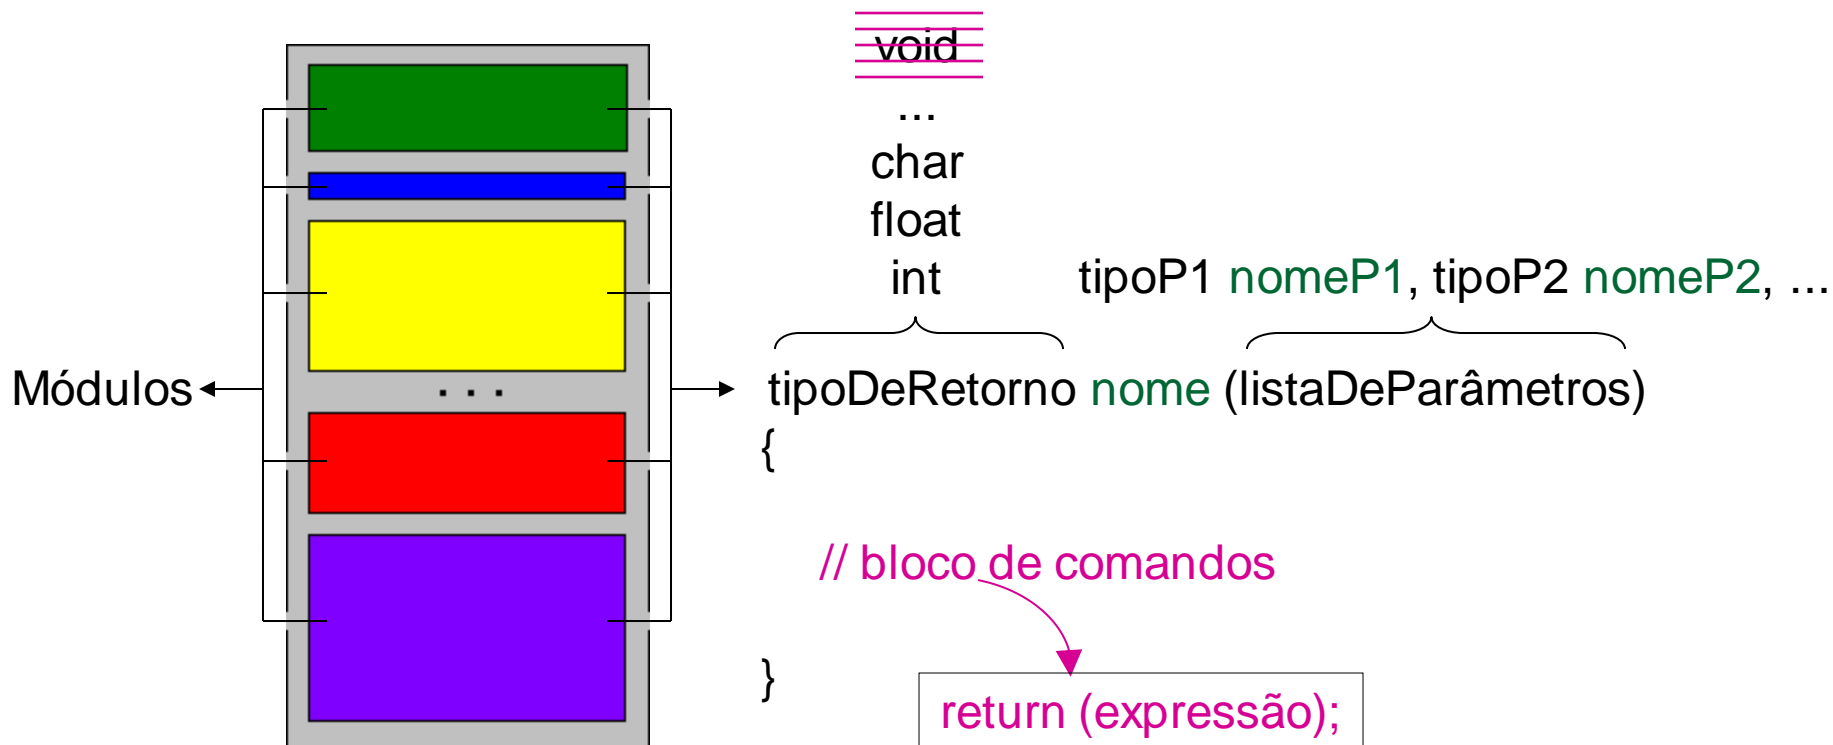 void
...
char
float
int
tipoP1 nomeP1, tipoP2 nomeP2, ...
Módulos
. . .
tipoDeRetorno nome (listaDeParâmetros)
{
// bloco de comandos
}
return (expressão);